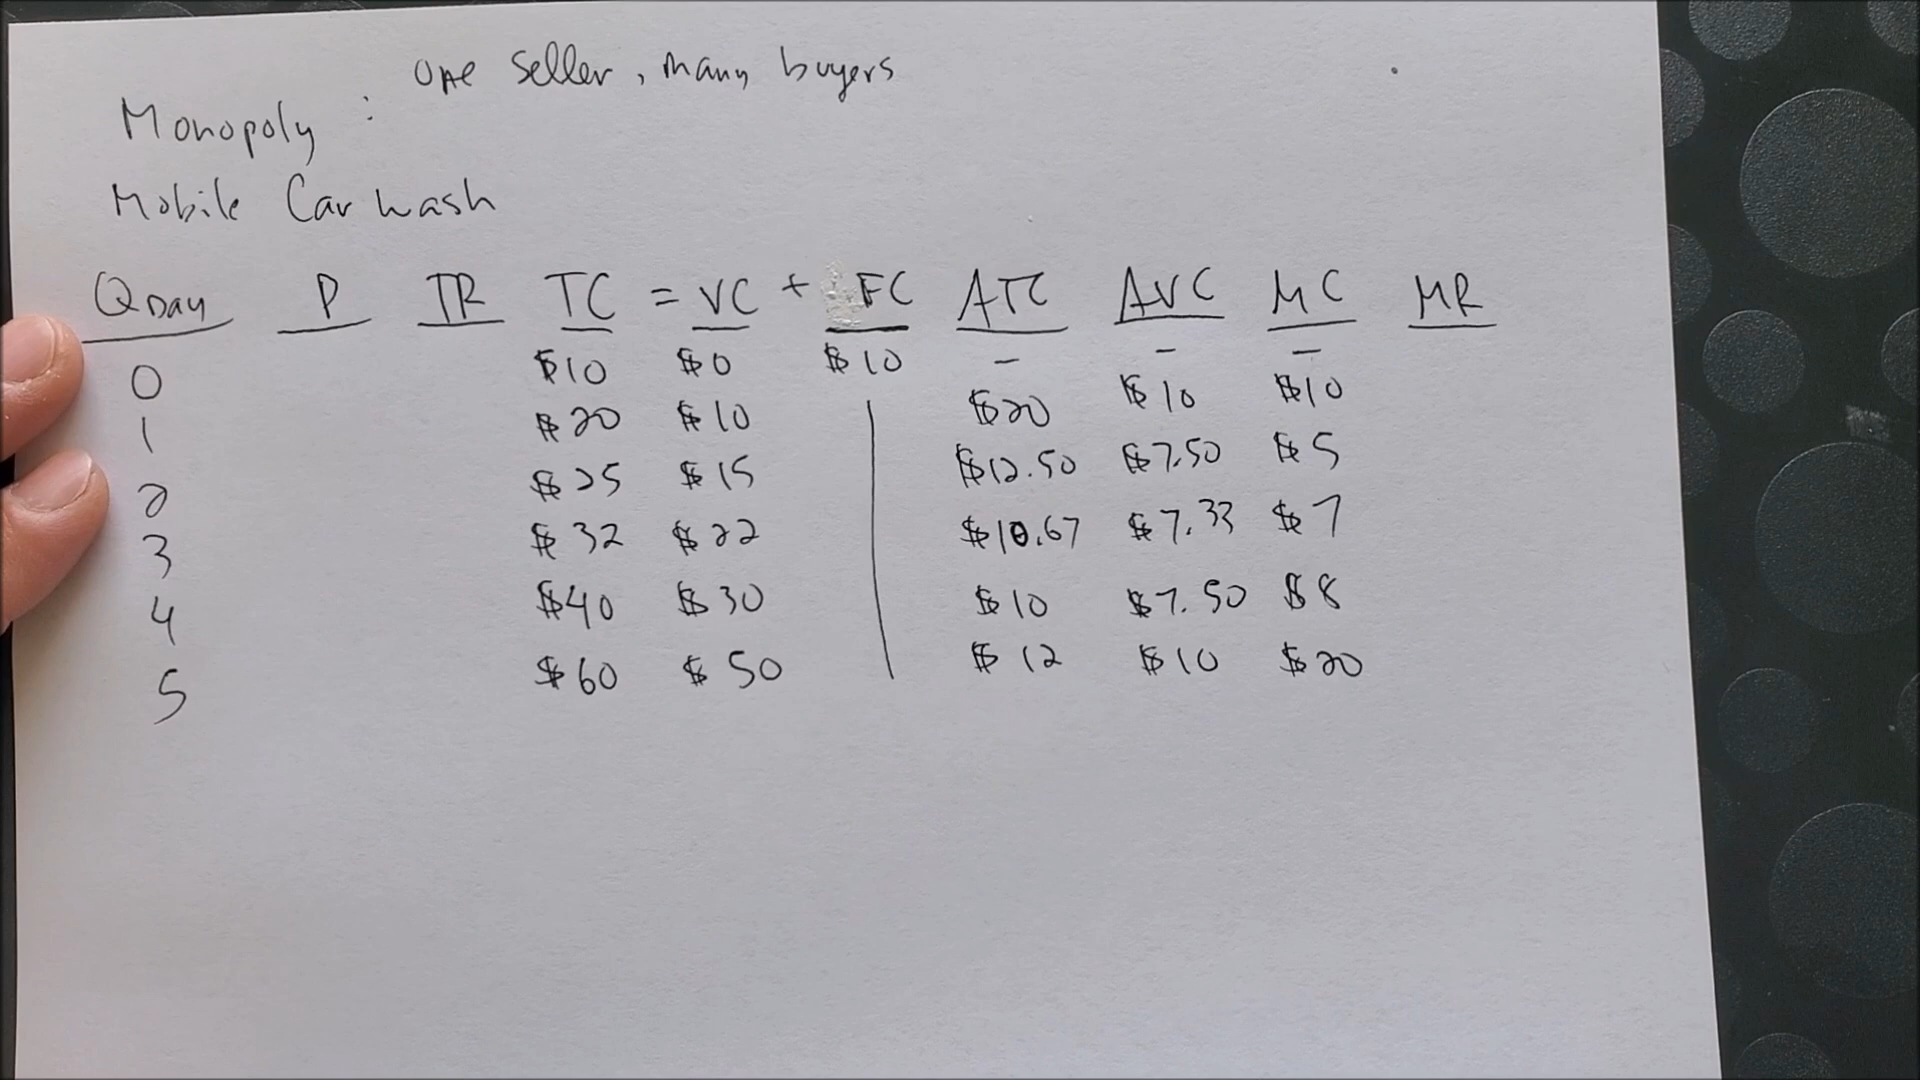 one seller, many buyers
Monopoly :
Mobile Car wash
QDay P TR TC = VC + FC ATC AVC MC MR
0 $10 $0 $10 – – –
1 $20 $10 $20 $10 $10
2 $25 $15 $12.50 $7.50 $5
3 $32 $22 $10.67 $7.33 $7
4 $40 $30 $10 $7.50 $8
5 $60 $50 $12 $10 $20